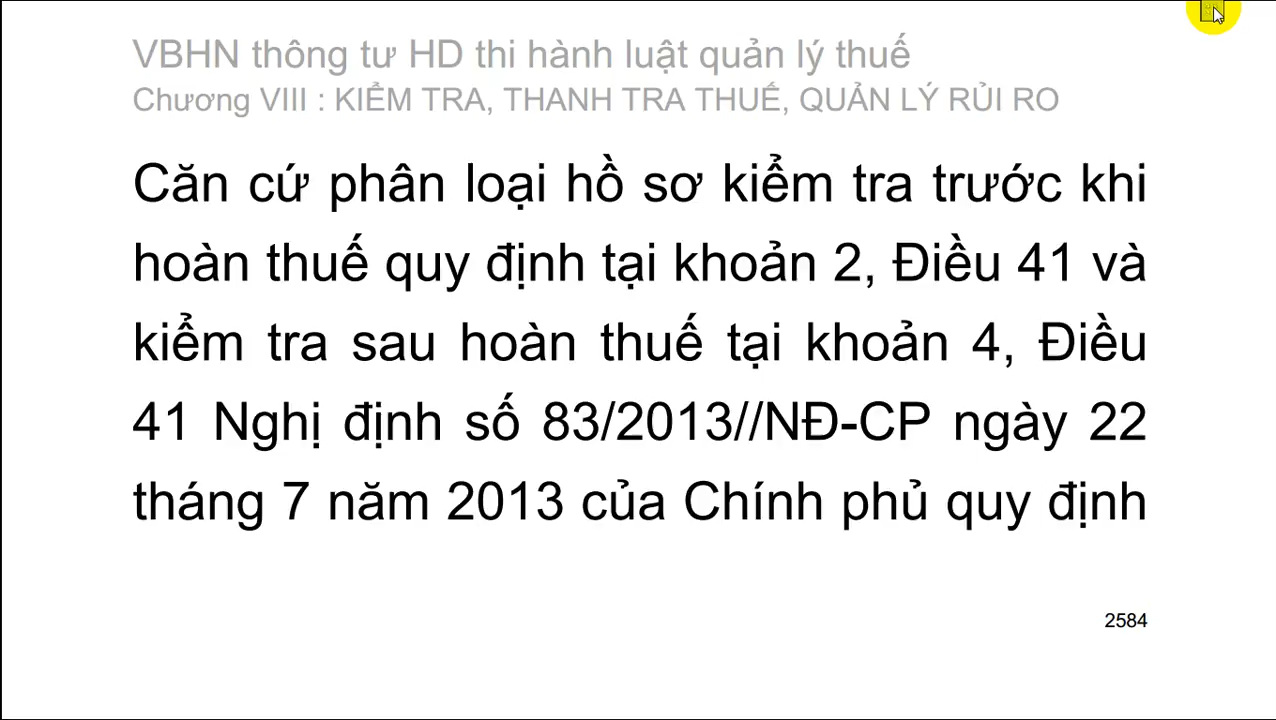 VBHN thông tư HD thi hành luật quản lý thuế
Chương VIII : KIỂM TRA, THANH TRA THUẾ, QUẢN LÝ RỦI RO
Căn cứ phân loại hồ sơ kiểm tra trước khi
hoàn thuế quy định tại khoản 2, Điều 41 và
kiểm tra sau hoàn thuế tại khoản 4, Điều
41 Nghị định số 83/2013//NĐ-CP ngày 22
tháng 7 năm 2013 của Chính phủ quy định
2584